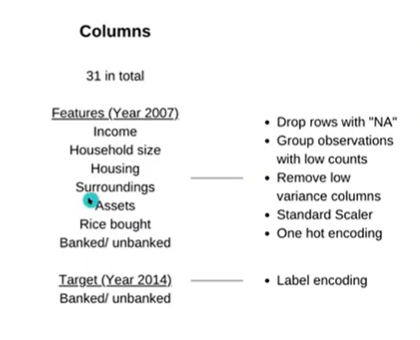 Columns
31 in total
Features (Year 2007)
Income
Household size
Housing
Surroundings
Assets
Rice bought
Banked/ unbanked
Target (Year 2014)
Banked/ unbanked
• Drop rows with "NA"
• Group observations
with low counts
• Remove low
variance columns
• Standard Scaler
• One hot encoding
• Label encoding